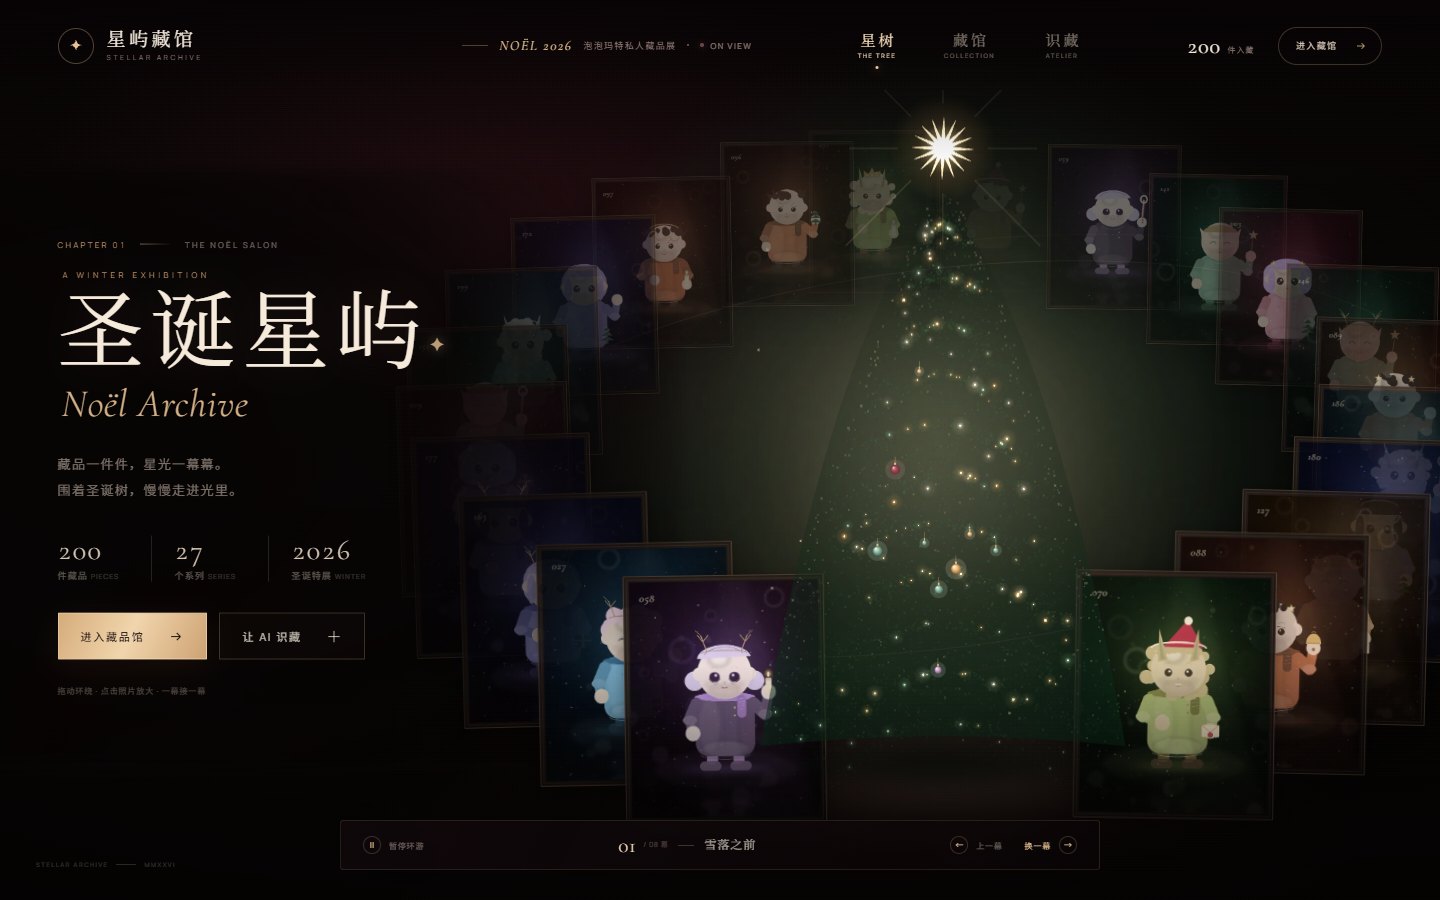 星屿藏馆
STELLAR ARCHIVE
NOËL 2026 泡泡玛特私人藏品展 · ON VIEW
星树
THE TREE
藏馆
COLLECTION
识藏
ATELIER
200 件入藏
进入藏馆 →
CHAPTER 01 — THE NOËL SALON
A WINTER EXHIBITION
圣诞星屿
Noël Archive
藏品一件件，星光一幕幕。
围着圣诞树，慢慢走进光里。
200
件藏品 PIECES
27
个系列 SERIES
2026
圣诞特展 WINTER
进入藏品馆 →
让 AI 识藏 +
拖动环绕 · 点击照片放大 · 一幕接一幕
186
180
127
088
027
058
070
暂停环游
01 / 08 幕 — 雪落之前
← 上一幕
换一幕 →
STELLAR ARCHIVE — MMXXVI